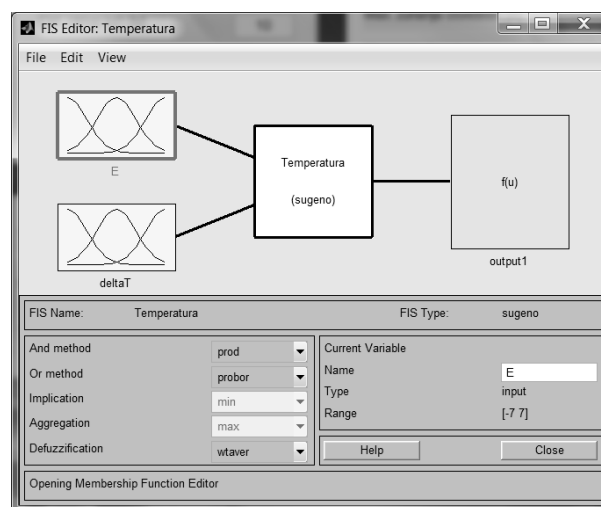 FIS Editor: Temperatura
File Edit View
E
Temperatura
(sugeno)
f(u)
deltaT
output1
FIS Name: Temperatura FIS Type: sugeno
And method prod
Or method probor
Implication min
Aggregation max
Defuzzification wtaver
Current Variable
Name E
Type input
Range [-7 7]
Help Close
Opening Membership Function Editor